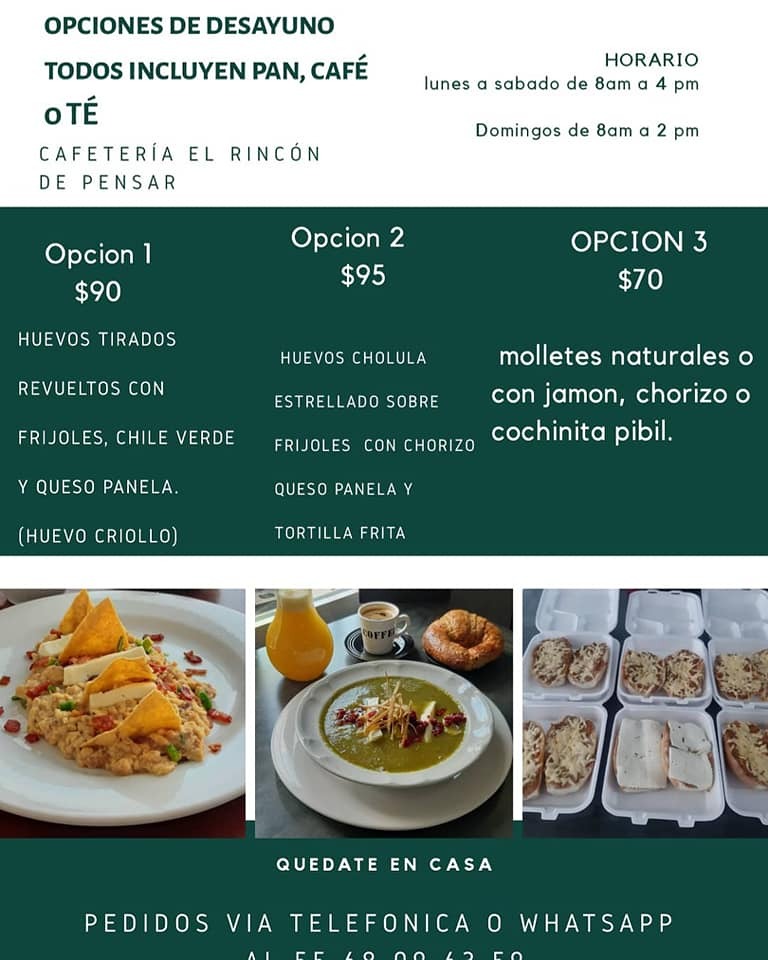 OPCIONES DE DESAYUNO
TODOS INCLUYEN PAN, CAFÉ
O TÉ
CAFETERÍA EL RINCÓN
DE PENSAR
HORARIO
lunes a sabado de 8am a 4 pm
Domingos de 8am a 2 pm
Opcion 1
$90
HUEVOS TIRADOS
REVUELTOS CON
FRIJOLES, CHILE VERDE
Y QUESO PANELA.
(HUEVO CRIOLLO)
Opcion 2
$95
HUEVOS CHOLULA
ESTRELLADO SOBRE
FRIJOLES CON CHORIZO
QUESO PANELA Y
TORTILLA FRITA
OPCION 3
$70
molletes naturales o
con jamon, chorizo o
cochinita pibil.
COFFEE
QUEDATE EN CASA
PEDIDOS VIA TELEFONICA O WHATSAPP
AL 55